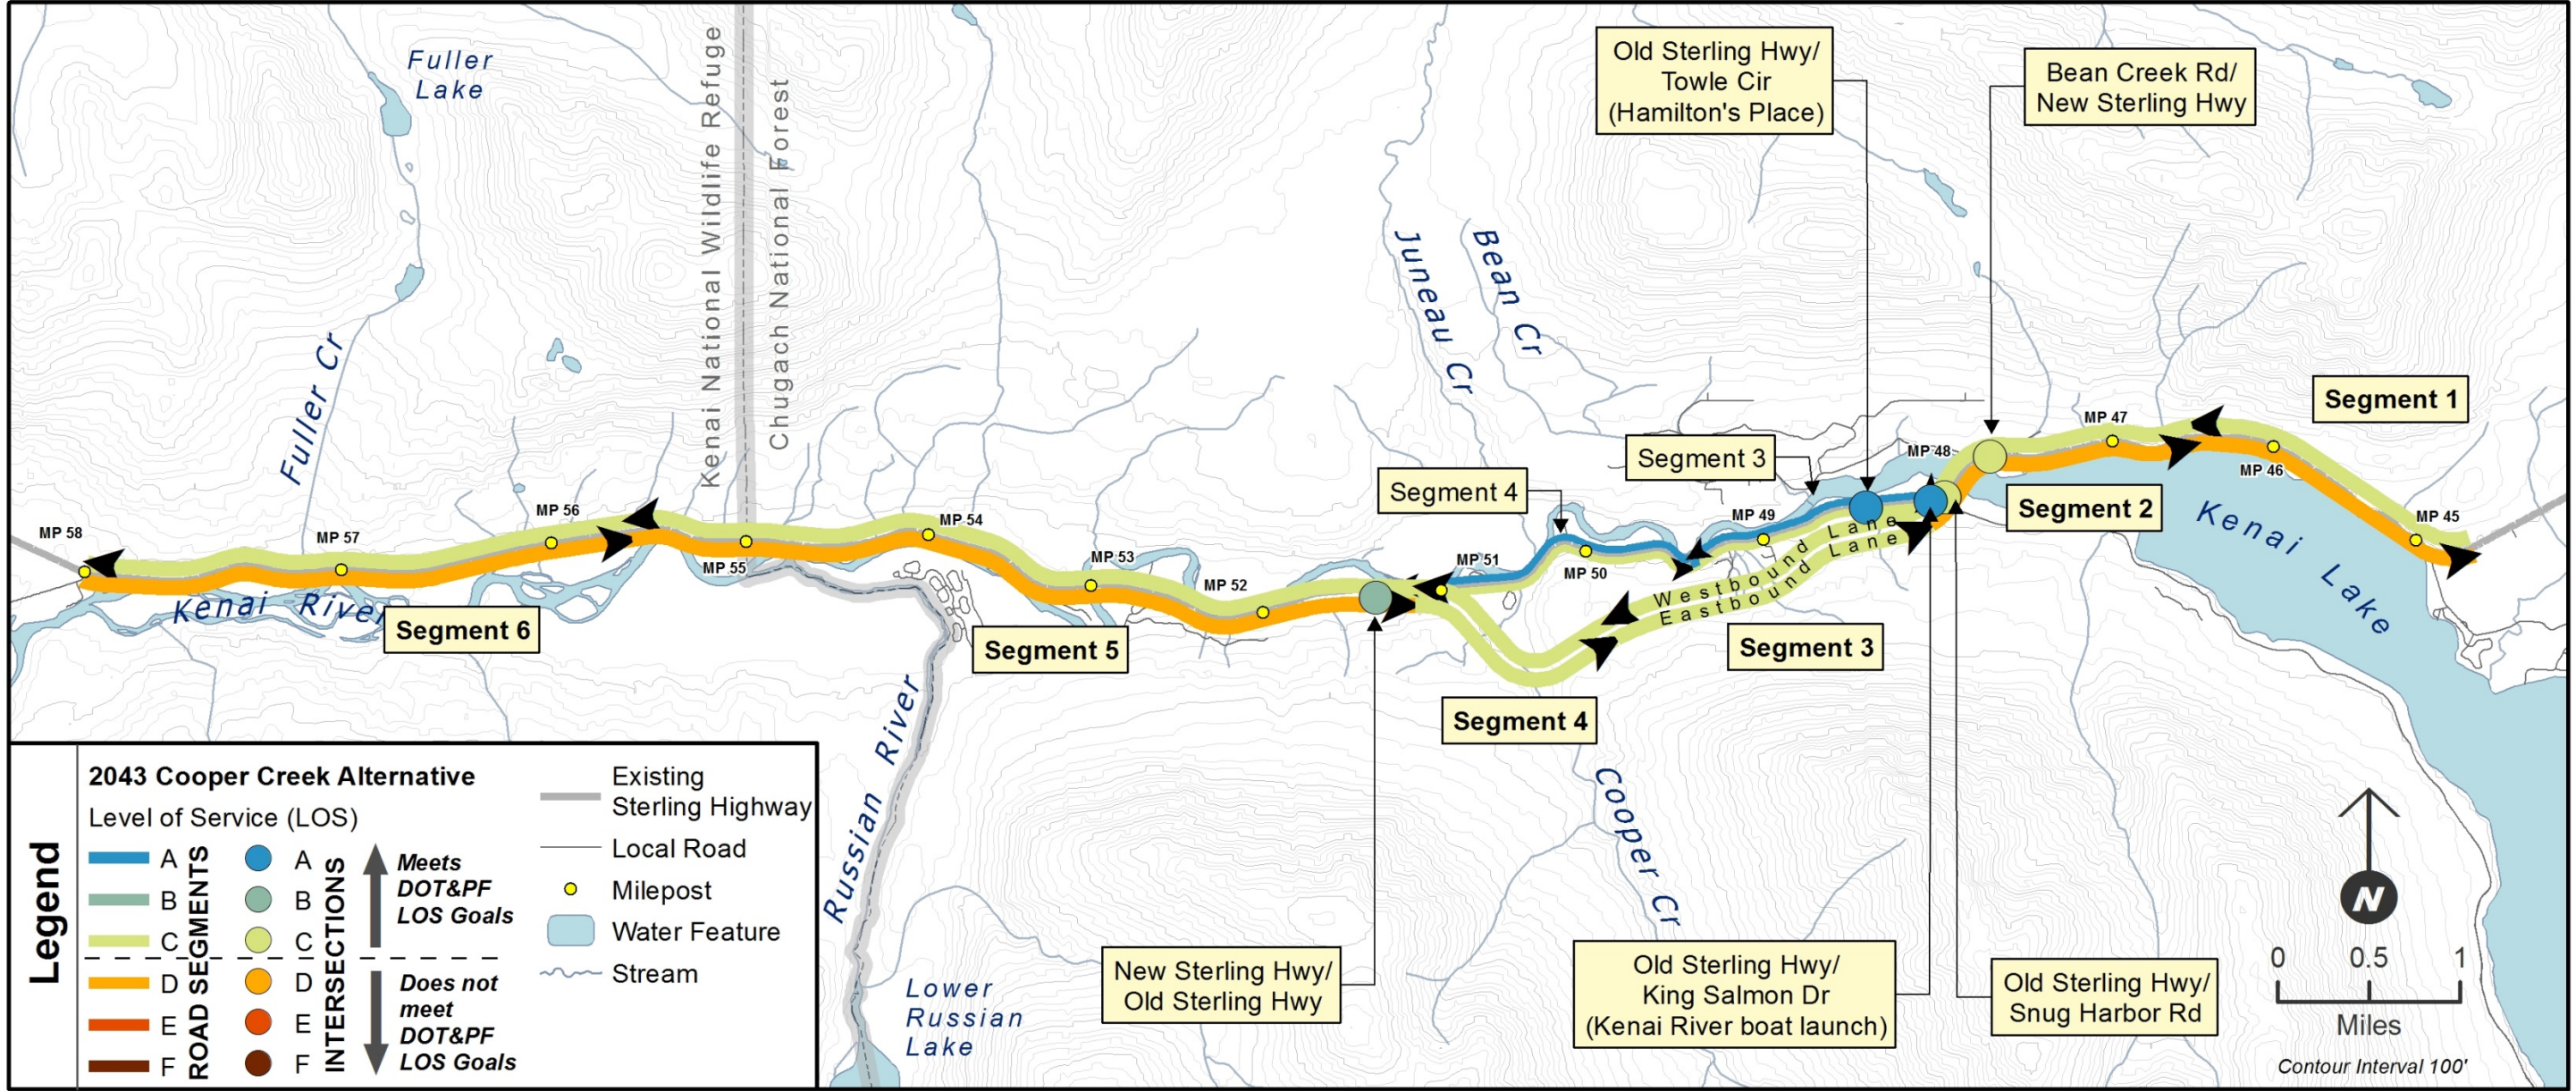 Fuller
Lake
Kenai National Wildlife Refuge
Chugach National Forest
Old Sterling Hwy/
Towle Cir
(Hamilton's Place)
Bean Creek Rd/
New Sterling Hwy
Juneau Cr
Bean Cr
Fuller Cr
Segment 1
Segment 3
Segment 4
Segment 2
MP 58
MP 57
MP 56
MP 55
MP 54
MP 53
MP 52
MP 51
MP 50
MP 49
MP 48
MP 47
MP 46
MP 45
Kenai River
Kenai Lake
Westbound Lane
Eastbound Lane
Segment 6
Segment 5
Segment 3
Segment 4
Russian River
Cooper Cr
Lower
Russian
Lake
New Sterling Hwy/
Old Sterling Hwy
Old Sterling Hwy/
King Salmon Dr
(Kenai River boat launch)
Old Sterling Hwy/
Snug Harbor Rd
N
0 0.5 1
Miles
Contour Interval 100'
Legend
2043 Cooper Creek Alternative
Level of Service (LOS)
ROAD SEGMENTS
A
B
C
D
E
F
INTERSECTIONS
A
B
C
D
E
F
Meets
DOT&PF
LOS Goals
Does not
meet
DOT&PF
LOS Goals
Existing
Sterling Highway
Local Road
Milepost
Water Feature
Stream